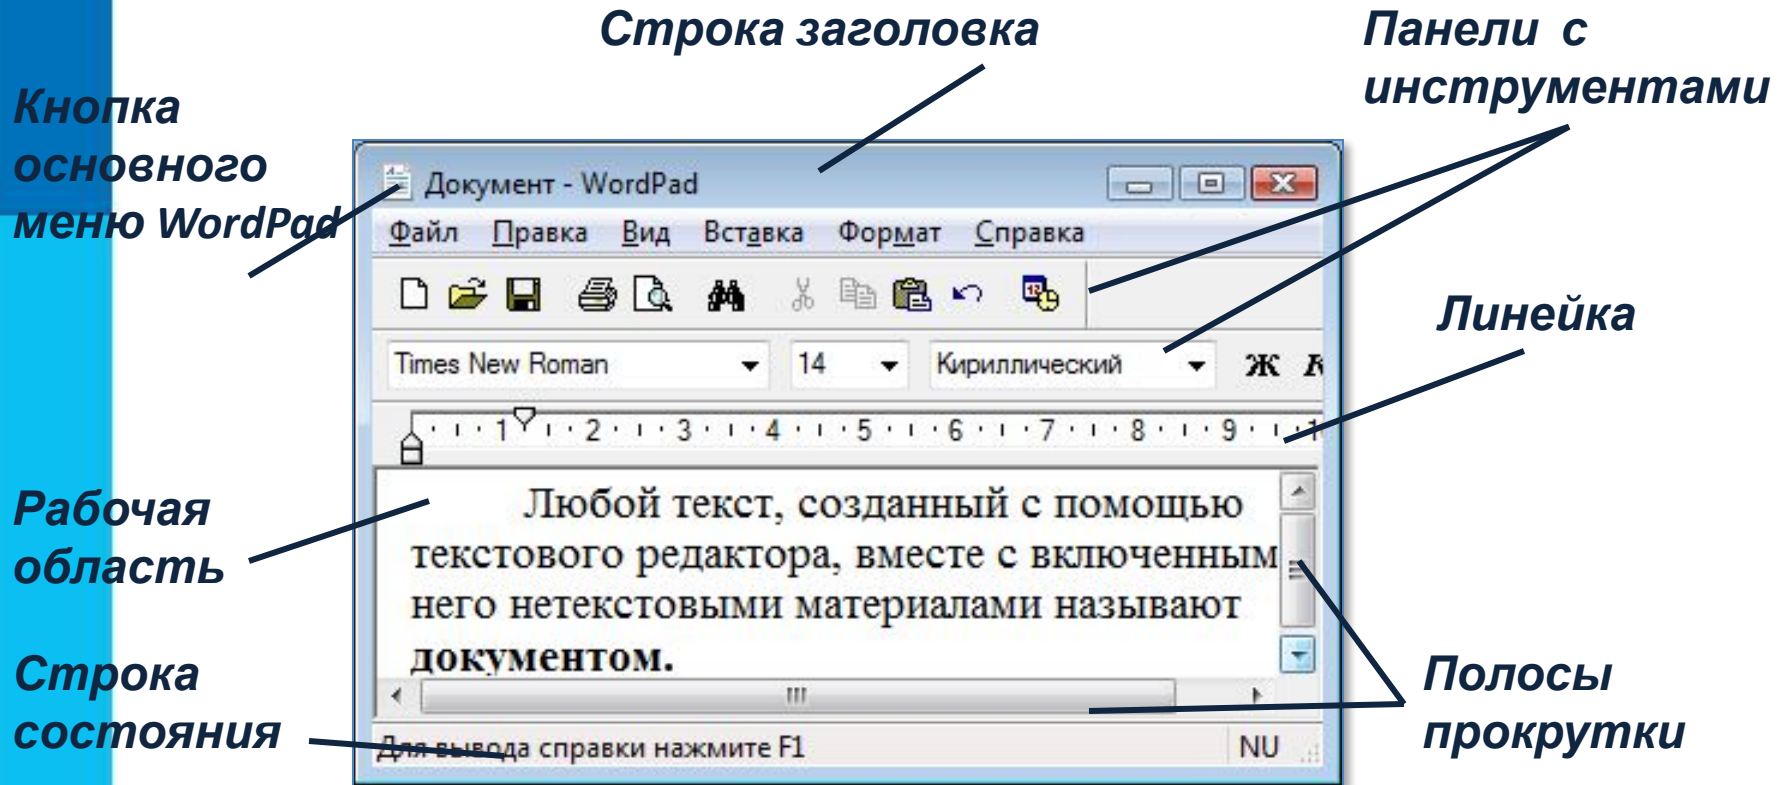 Строка заголовка
Панели с
инструментами
Кнопка
основного
меню WordPad
Документ - WordPad
Файл Правка Вид Вставка Формат Справка
12
Times New Roman 14 Кириллический Ж К
1 2 3 4 5 6 7 8 9 1
Линейка
Рабочая
область
Любой текст, созданный с помощью
текстового редактора, вместе с включенным
него нетекстовыми материалами называют
документом.
Строка
состояния
Полосы
прокрутки
Для вывода справки нажмите F1 NU